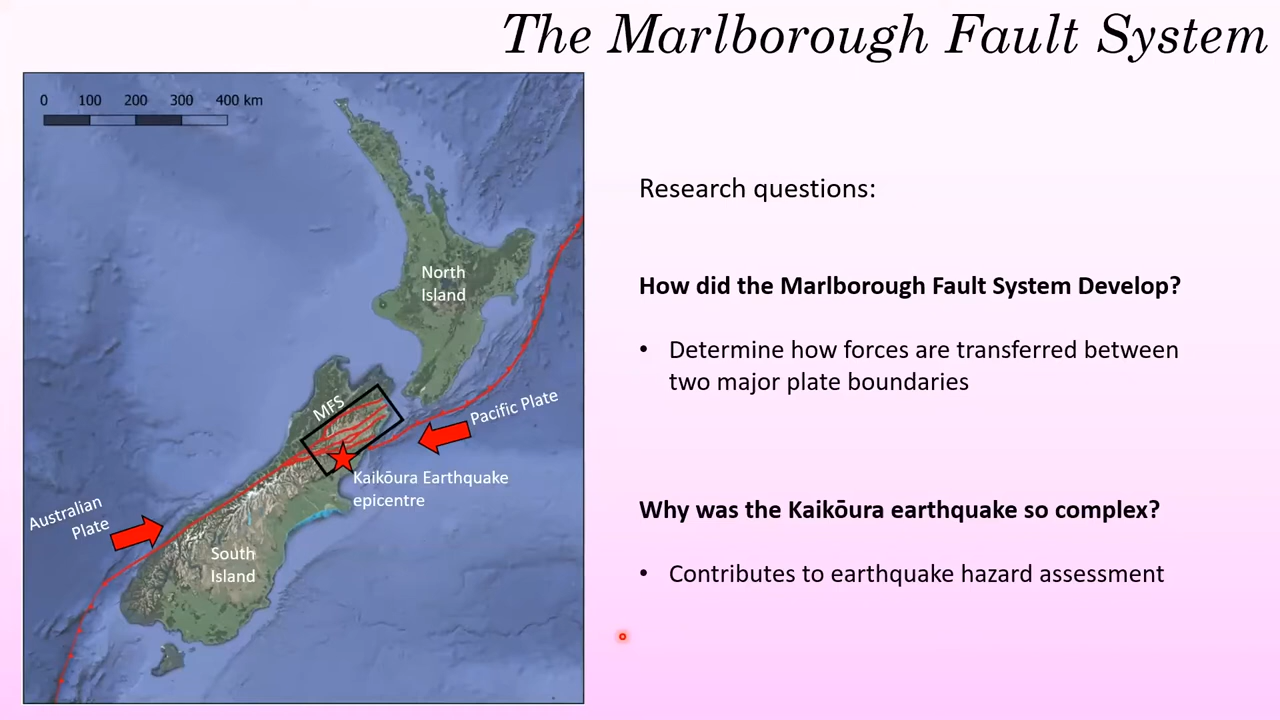 The Marlborough Fault System
0 100 200 300 400 km
North
Island
MFS
Pacific Plate
Kaikōura Earthquake
epicentre
Australian
Plate
South
Island
Research questions:
How did the Marlborough Fault System Develop?
• Determine how forces are transferred between
two major plate boundaries
Why was the Kaikōura earthquake so complex?
• Contributes to earthquake hazard assessment